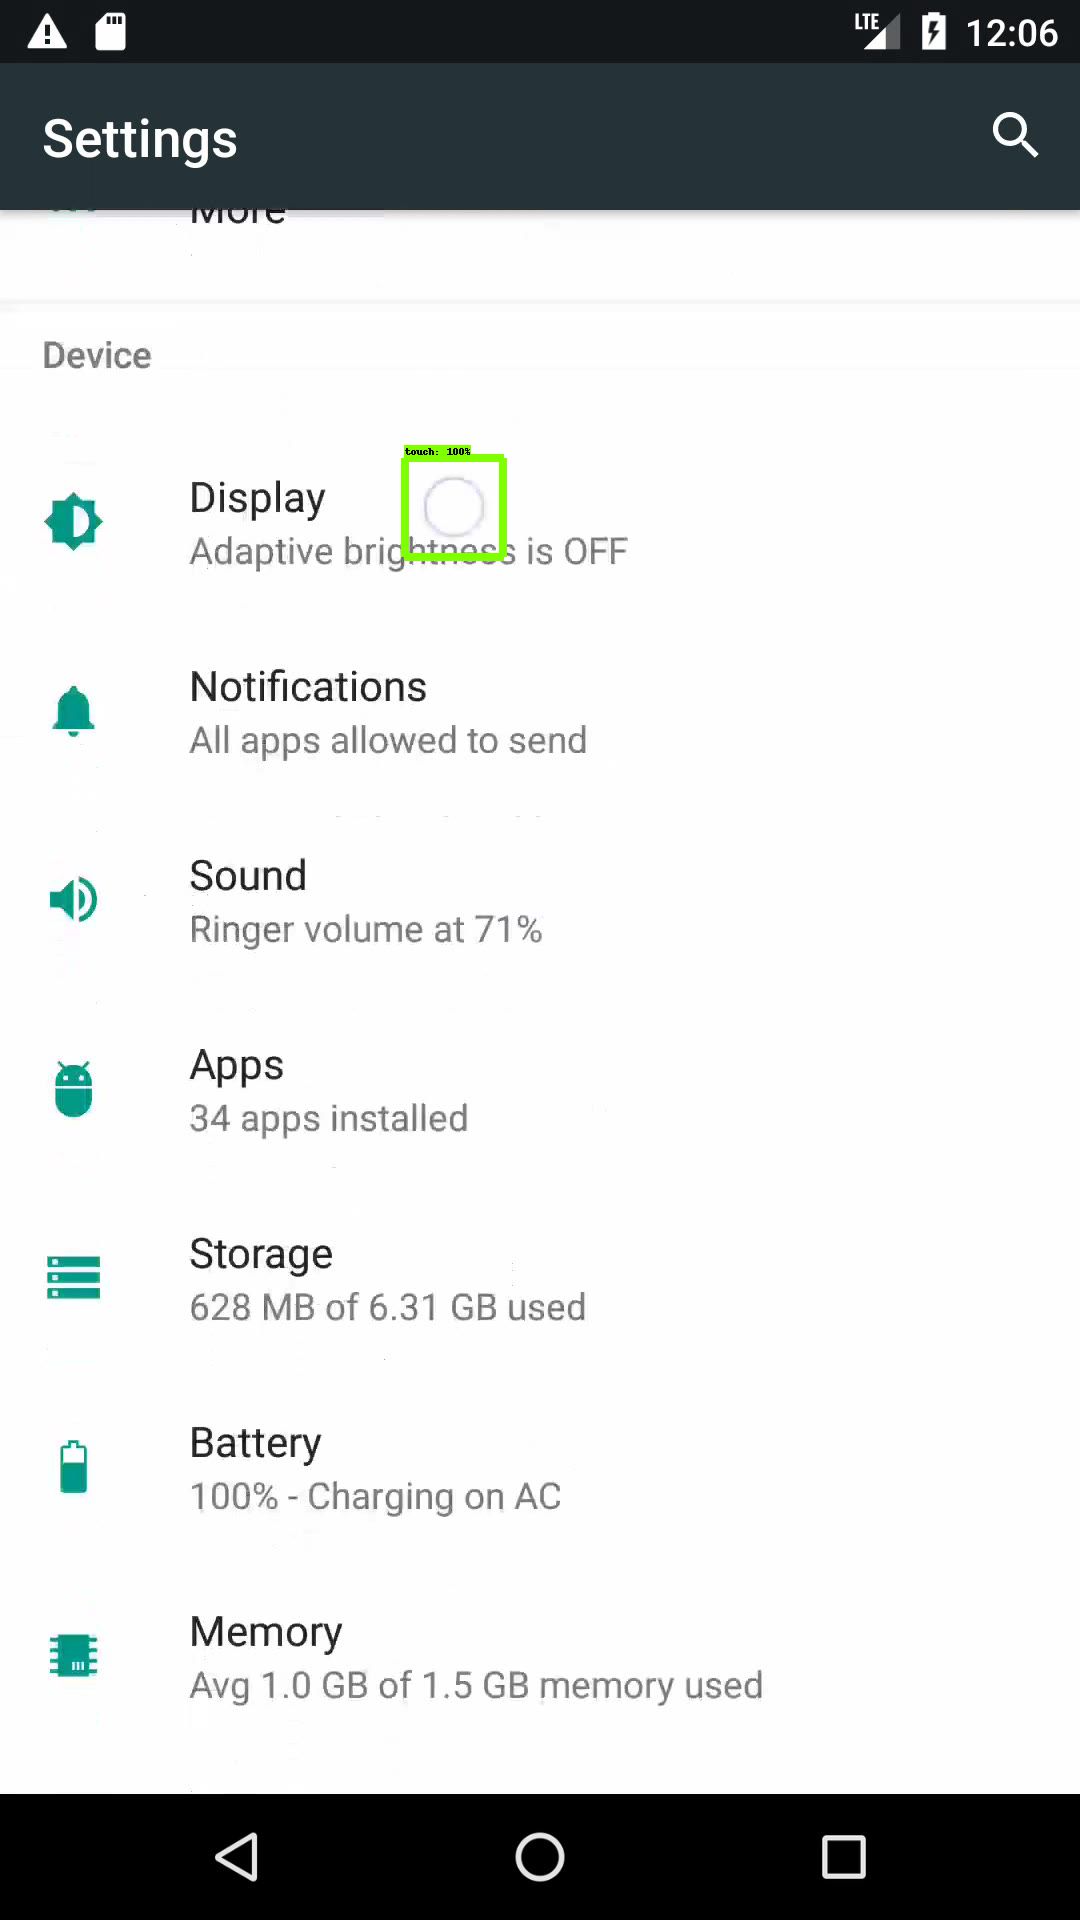 LTE 12:06
Settings
More
Device
touch: 100%
Display
Adaptive brightness is OFF
Notifications
All apps allowed to send
Sound
Ringer volume at 71%
Apps
34 apps installed
Storage
628 MB of 6.31 GB used
Battery
100% - Charging on AC
Memory
Avg 1.0 GB of 1.5 GB memory used